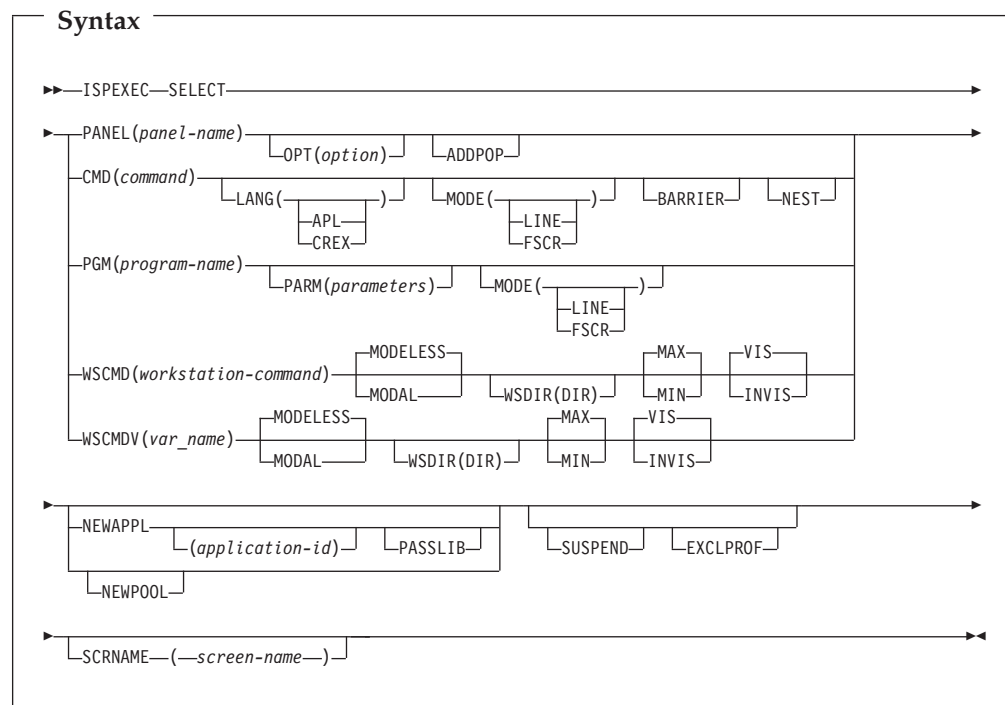 Syntax
ISPEXEC SELECT
PANEL(panel-name)
OPT(option) ADDPOP
CMD(command)
LANG( ) MODE( ) BARRIER NEST
APL LINE
CREX FSCR
PGM(program-name)
PARM(parameters) MODE( )
LINE
FSCR
MODELESS MAX VIS
WSCMD(workstation-command)
MODAL WSDIR(DIR) MIN INVIS
MODELESS MAX VIS
WSCMDV(var_name)
MODAL WSDIR(DIR) MIN INVIS
NEWAPPL
(application-id) PASSLIB SUSPEND EXCLPROF
NEWPOOL
SCRNAME ( screen-name )